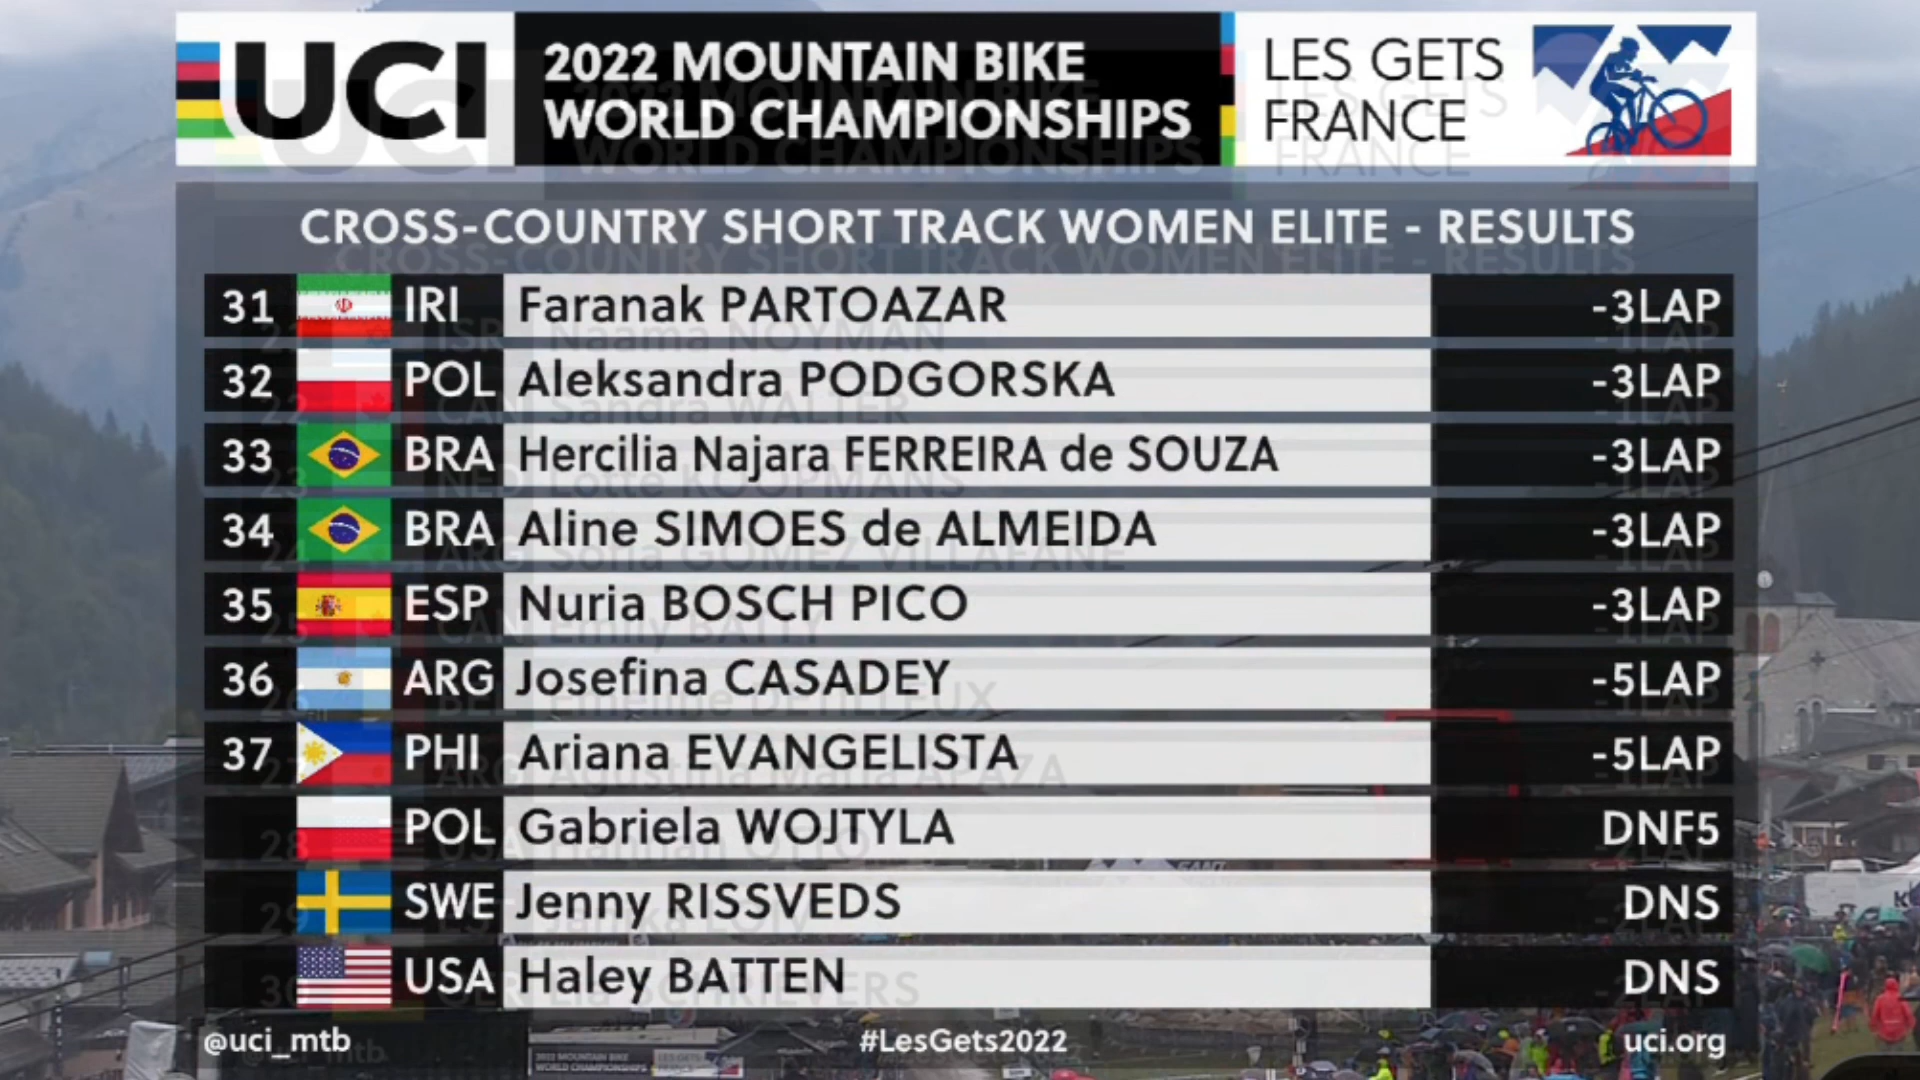 UCI
2022 MOUNTAIN BIKE
WORLD CHAMPIONSHIPS
LES GETS
FRANCE
CROSS-COUNTRY SHORT TRACK WOMEN ELITE - RESULTS
31 IRI Faranak PARTOAZAR -3LAP
32 POL Aleksandra PODGORSKA -3LAP
33 BRA Hercilia Najara FERREIRA de SOUZA -3LAP
34 BRA Aline SIMOES de ALMEIDA -3LAP
35 ESP Nuria BOSCH PICO -3LAP
36 ARG Josefina CASADEY -5LAP
37 PHI Ariana EVANGELISTA -5LAP
POL Gabriela WOJTYLA DNF5
SWE Jenny RISSVEDS DNS
USA Haley BATTEN DNS
@uci_mtb #LesGets2022 uci.org